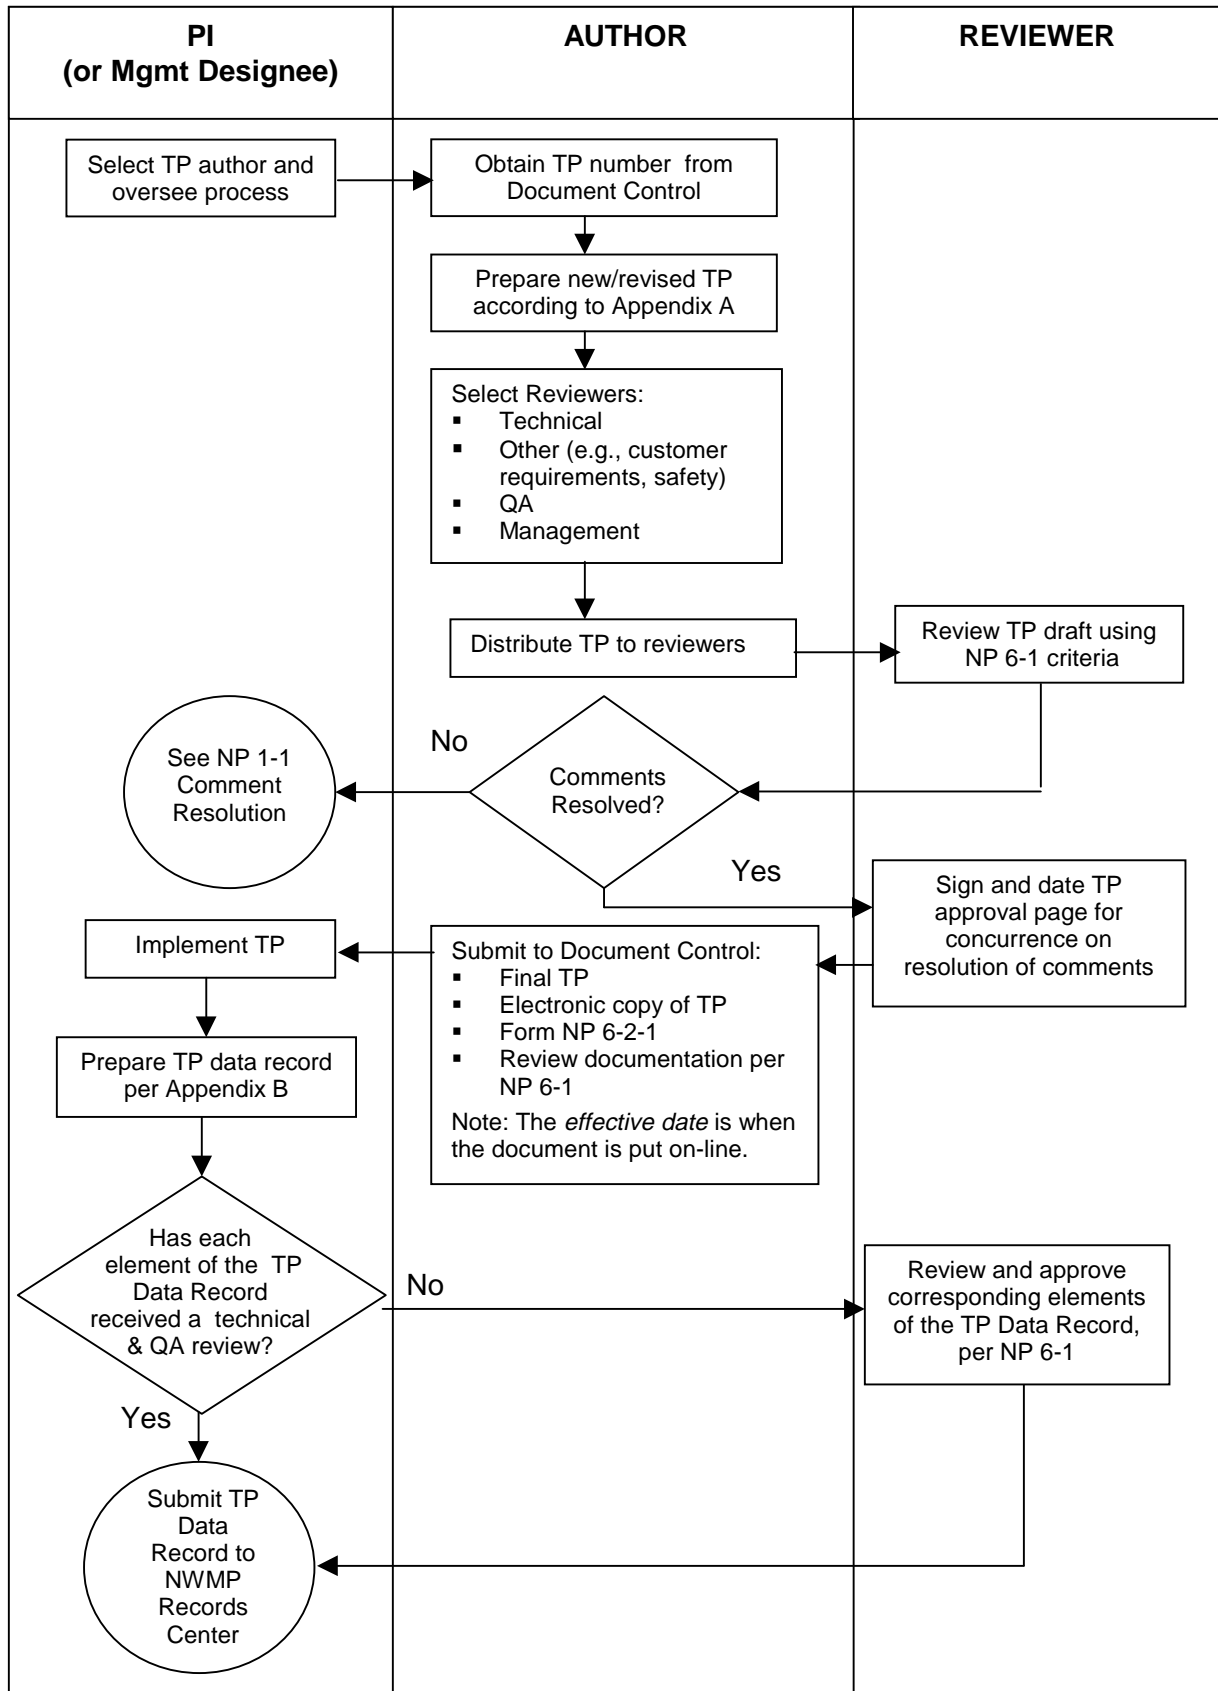 PI
(or Mgmt Designee)
AUTHOR
REVIEWER
Select TP author and
oversee process
Obtain TP number from
Document Control
Prepare new/revised TP
according to Appendix A
Select Reviewers:
▪ Technical
▪ Other (e.g., customer
requirements, safety)
▪ QA
▪ Management
Distribute TP to reviewers
Review TP draft using
NP 6-1 criteria
Comments
Resolved?
No
See NP 1-1
Comment
Resolution
Yes
Sign and date TP
approval page for
concurrence on
resolution of comments
Submit to Document Control:
▪ Final TP
▪ Electronic copy of TP
▪ Form NP 6-2-1
▪ Review documentation per
NP 6-1
Note: The effective date is when
the document is put on-line.
Implement TP
Prepare TP data record
per Appendix B
Has each
element of the TP
Data Record
received a technical
& QA review?
No
Review and approve
corresponding elements
of the TP Data Record,
per NP 6-1
Yes
Submit TP
Data
Record to
NWMP
Records
Center